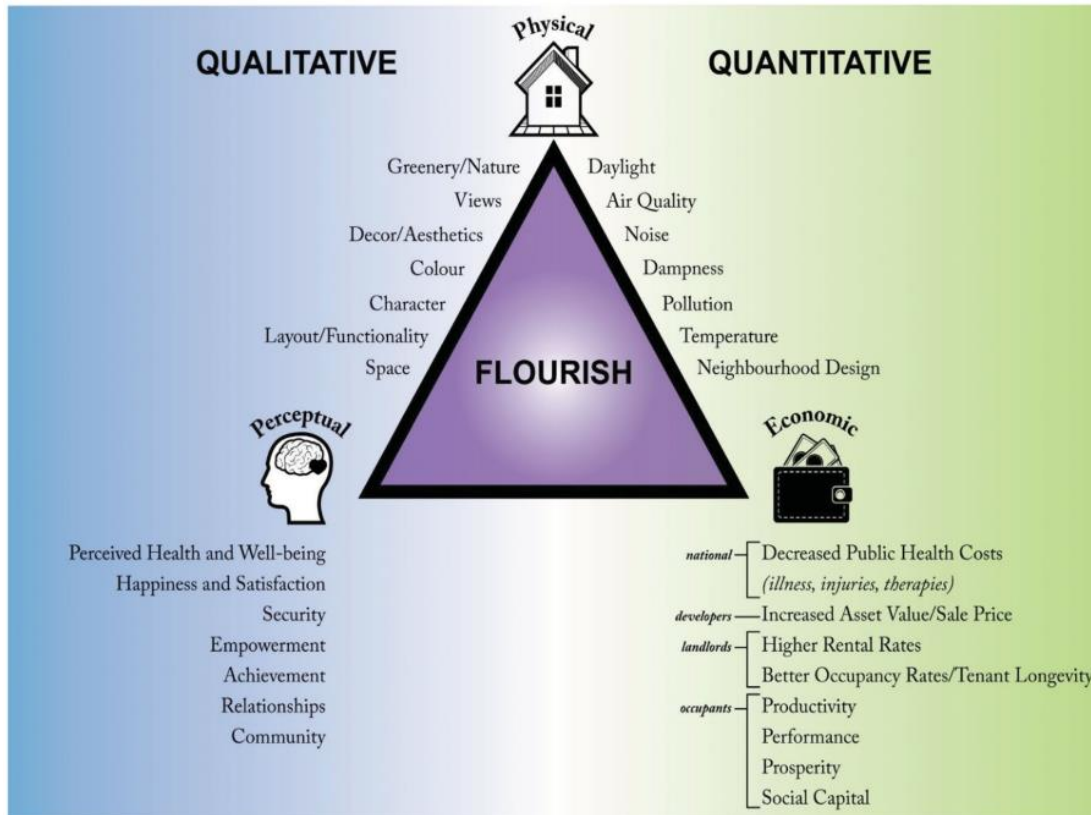 Physical
QUALITATIVE
QUANTITATIVE
Greenery/Nature
Views
Decor/Aesthetics
Colour
Character
Layout/Functionality
Space
Daylight
Air Quality
Noise
Dampness
Pollution
Temperature
Neighbourhood Design
FLOURISH
Perceptual
Perceived Health and Well-being
Happiness and Satisfaction
Security
Empowerment
Achievement
Relationships
Community
Economic
national
Decreased Public Health Costs
(illness, injuries, therapies)
developers
Increased Asset Value/Sale Price
landlords
Higher Rental Rates
Better Occupancy Rates/Tenant Longevity
occupants
Productivity
Performance
Prosperity
Social Capital